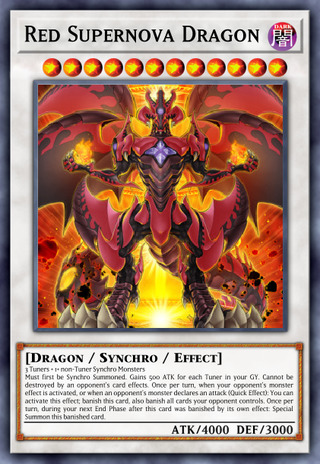 RED SUPERNOVA DRAGON
DARK
闇
[DRAGON / SYNCHRO / EFFECT]
3 Tuners + 1+ non-Tuner Synchro Monsters
Must first be Synchro Summoned. Gains 500 ATK for each Tuner in your GY. Cannot be
destroyed by an opponent's card effects. Once per turn, when your opponent's monster
effect is activated, or when an opponent's monster declares an attack (Quick Effect): You can
activate this effect; banish this card, also banish all cards your opponent controls. Once per
turn, during your next End Phase after this card was banished by its own effect: Special
Summon this banished card.
ATK/4000 DEF/3000